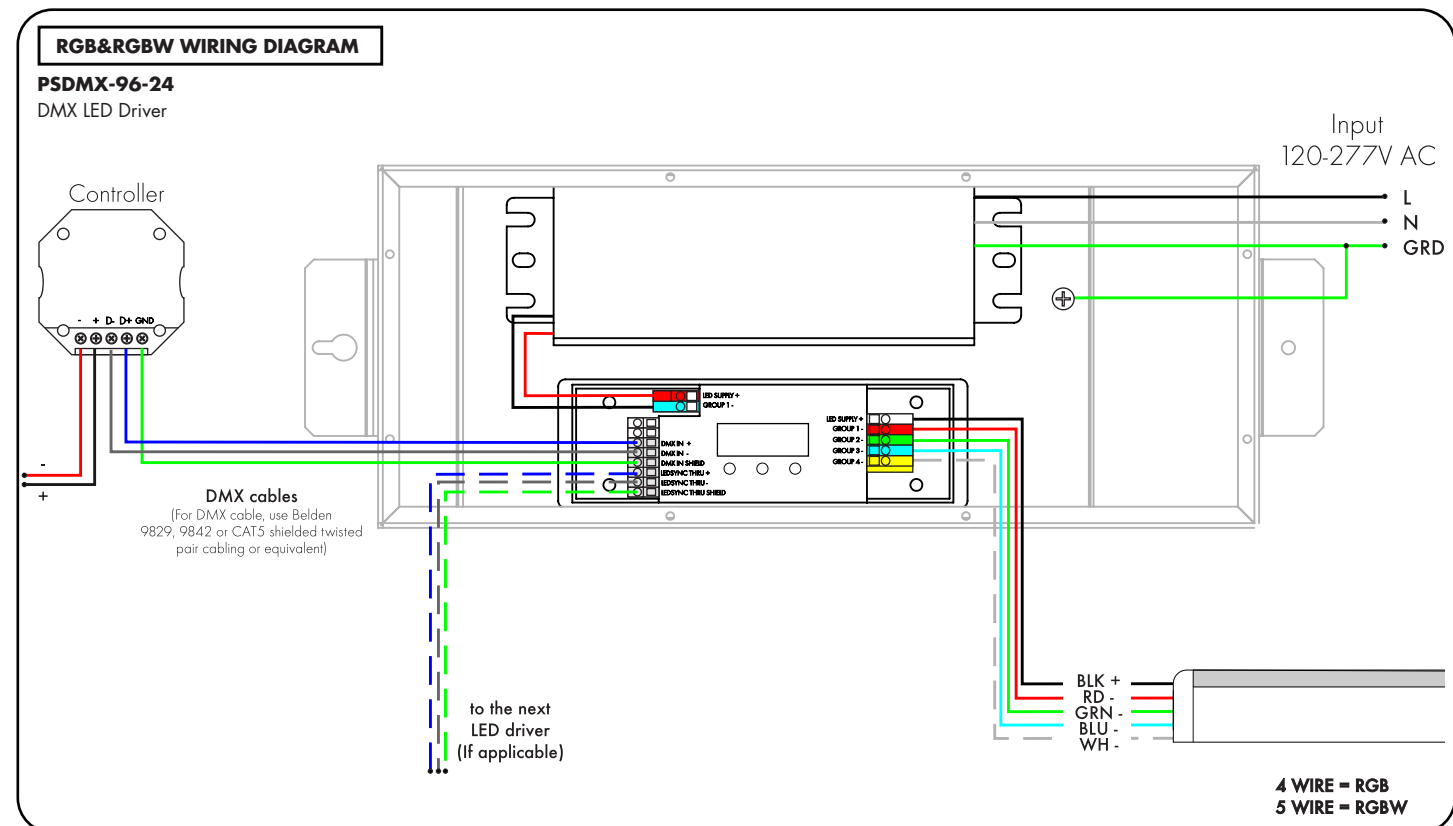 RGB&RGBW WIRING DIAGRAM
PSDMX-96-24
DMX LED Driver
Input
120-277V AC
L
N
GRD
Controller
- + D- D+ GND
-
+
DMX cables
(For DMX cable, use Belden
9829, 9842 or CAT5 shielded twisted
pair cabling or equivalent)
LED SUPPLY +
GROUP 1 -
DMX IN +
DMX IN -
DMX IN SHIELD
LEDSYNC THRU +
LEDSYNC THRU -
LEDSYNC THRU SHIELD
LED SUPPLY +
GROUP 1 -
GROUP 2 -
GROUP 3 -
GROUP 4 -
to the next
LED driver
(If applicable)
BLK +
RD -
GRN -
BLU -
WH -
4 WIRE = RGB
5 WIRE = RGBW